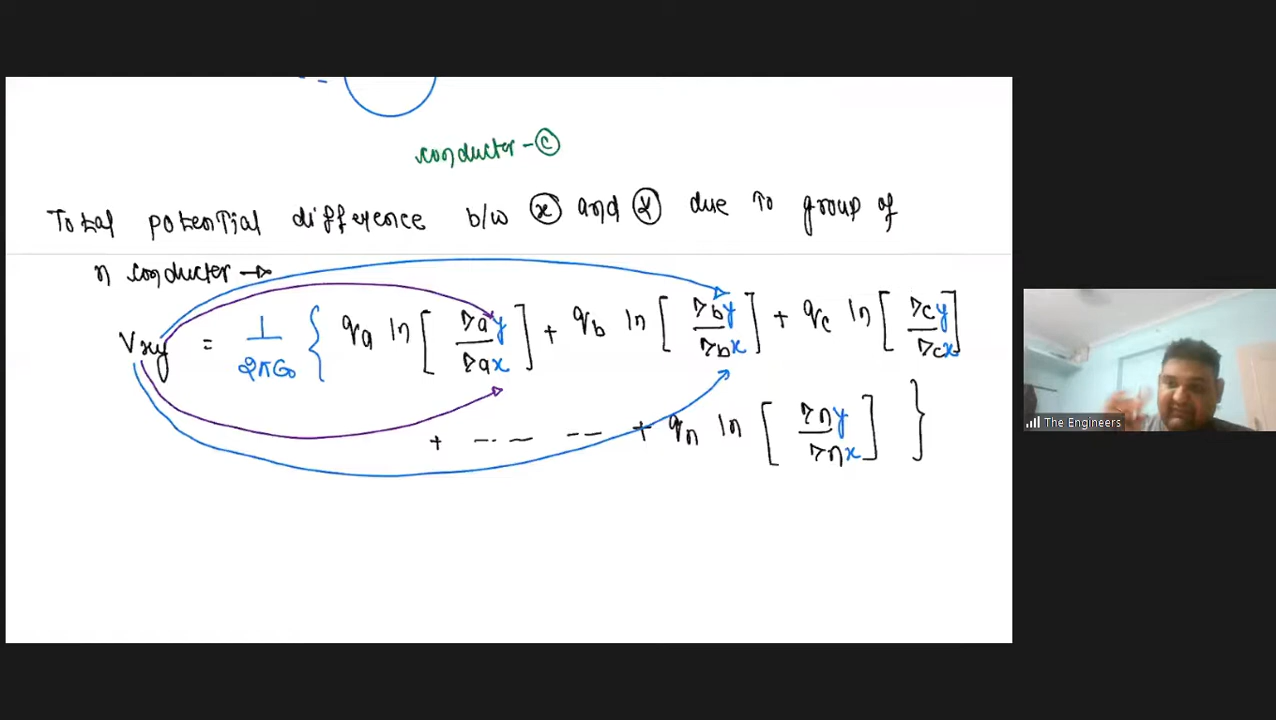 conductor - ⓒ
Total potential difference b/w ⓧ and ⓨ due to group of
n conductor →
Vxy = 1/2πϵ₀ { qa ln [ ray/rax ] + qb ln [ rby/rbx ] + qc ln [ rcy/rcx ]
+ ----- -- + qn ln [ rny/rnx ] }
The Engineers